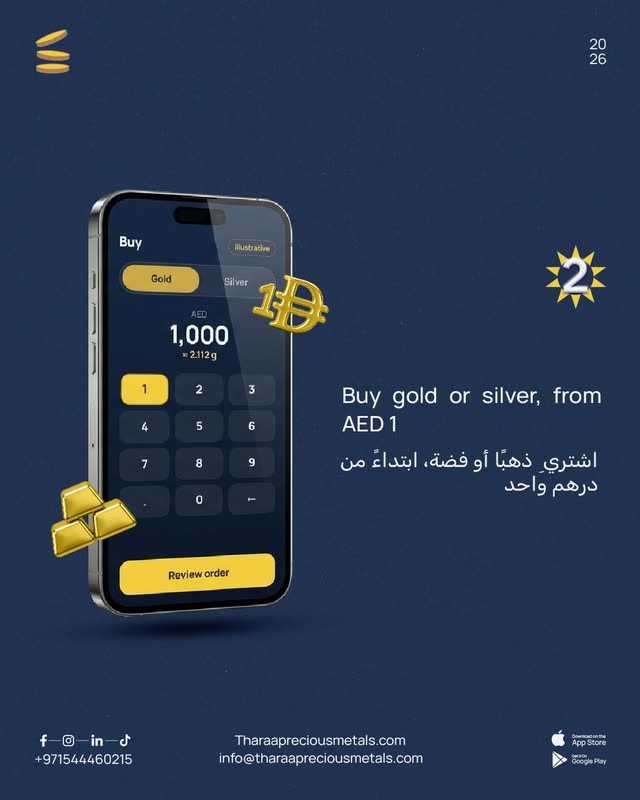 20
26
Buy
Illustrative
Gold
Silver
AED
1,000
≈ 2.112 g
1
2
3
4
5
6
7
8
9
.
0
←
Review order
1
2
Buy gold or silver, from
AED 1
اشتري ذهبًا أو فضة، ابتداءً من
درهم واحد
+971544460215
Tharaapreciousmetals.com
info@tharaapreciousmetals.com
Download on the
App Store
Get It On
Google Play